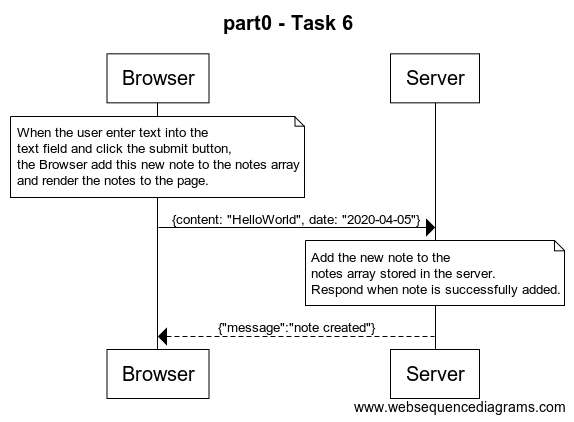 part0 - Task 6
Browser
Server
When the user enter text into the
text field and click the submit button,
the Browser add this new note to the notes array
and render the notes to the page.
{content: "HelloWorld", date: "2020-04-05"}
Add the new note to the
notes array stored in the server.
Respond when note is successfully added.
{"message":"note created"}
Browser
Server
www.websequencediagrams.com